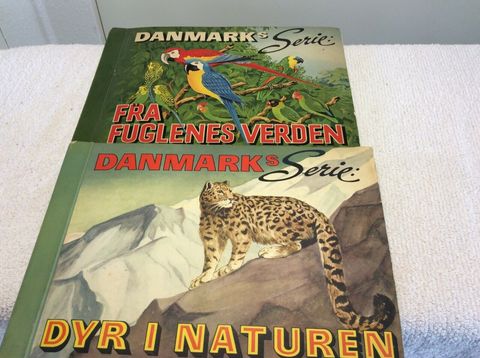 DANMARKs Serie:
FRA
FUGLENES VERDEN
DANMARKs Serie:
DYR I NATUREN